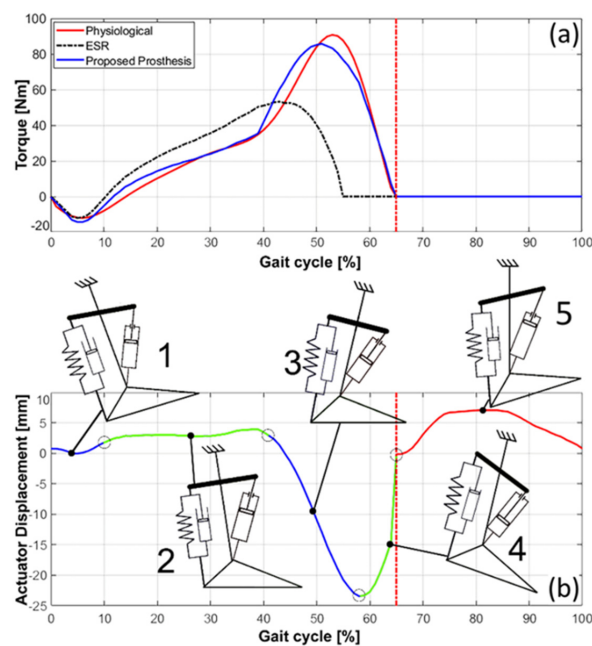 (a)
Physiological
ESR
Proposed Prosthesis
Torque [Nm]
100
80
60
40
20
0
-20
0 10 20 30 40 50 60 70 80 90 100
Gait cycle [%]
1
2
3
4
5
(b)
Actuator Displacement [mm]
10
5
0
-5
-10
-15
-20
-25
0 10 20 30 40 50 60 70 80 90 100
Gait cycle [%]